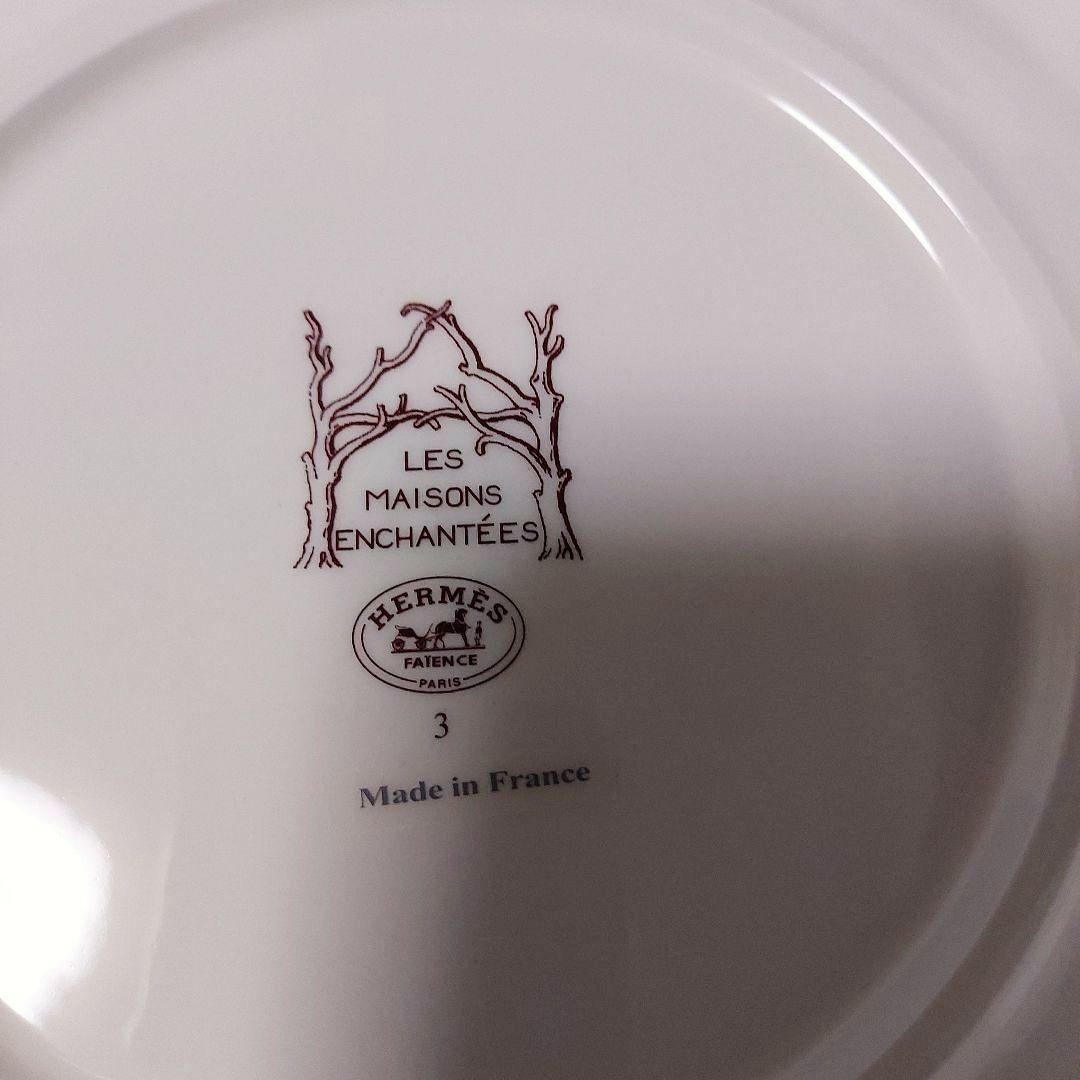 LES
MAISONS
ENCHANTÉES
HERMÈS
FAÏENCE
PARIS
3
Made in France